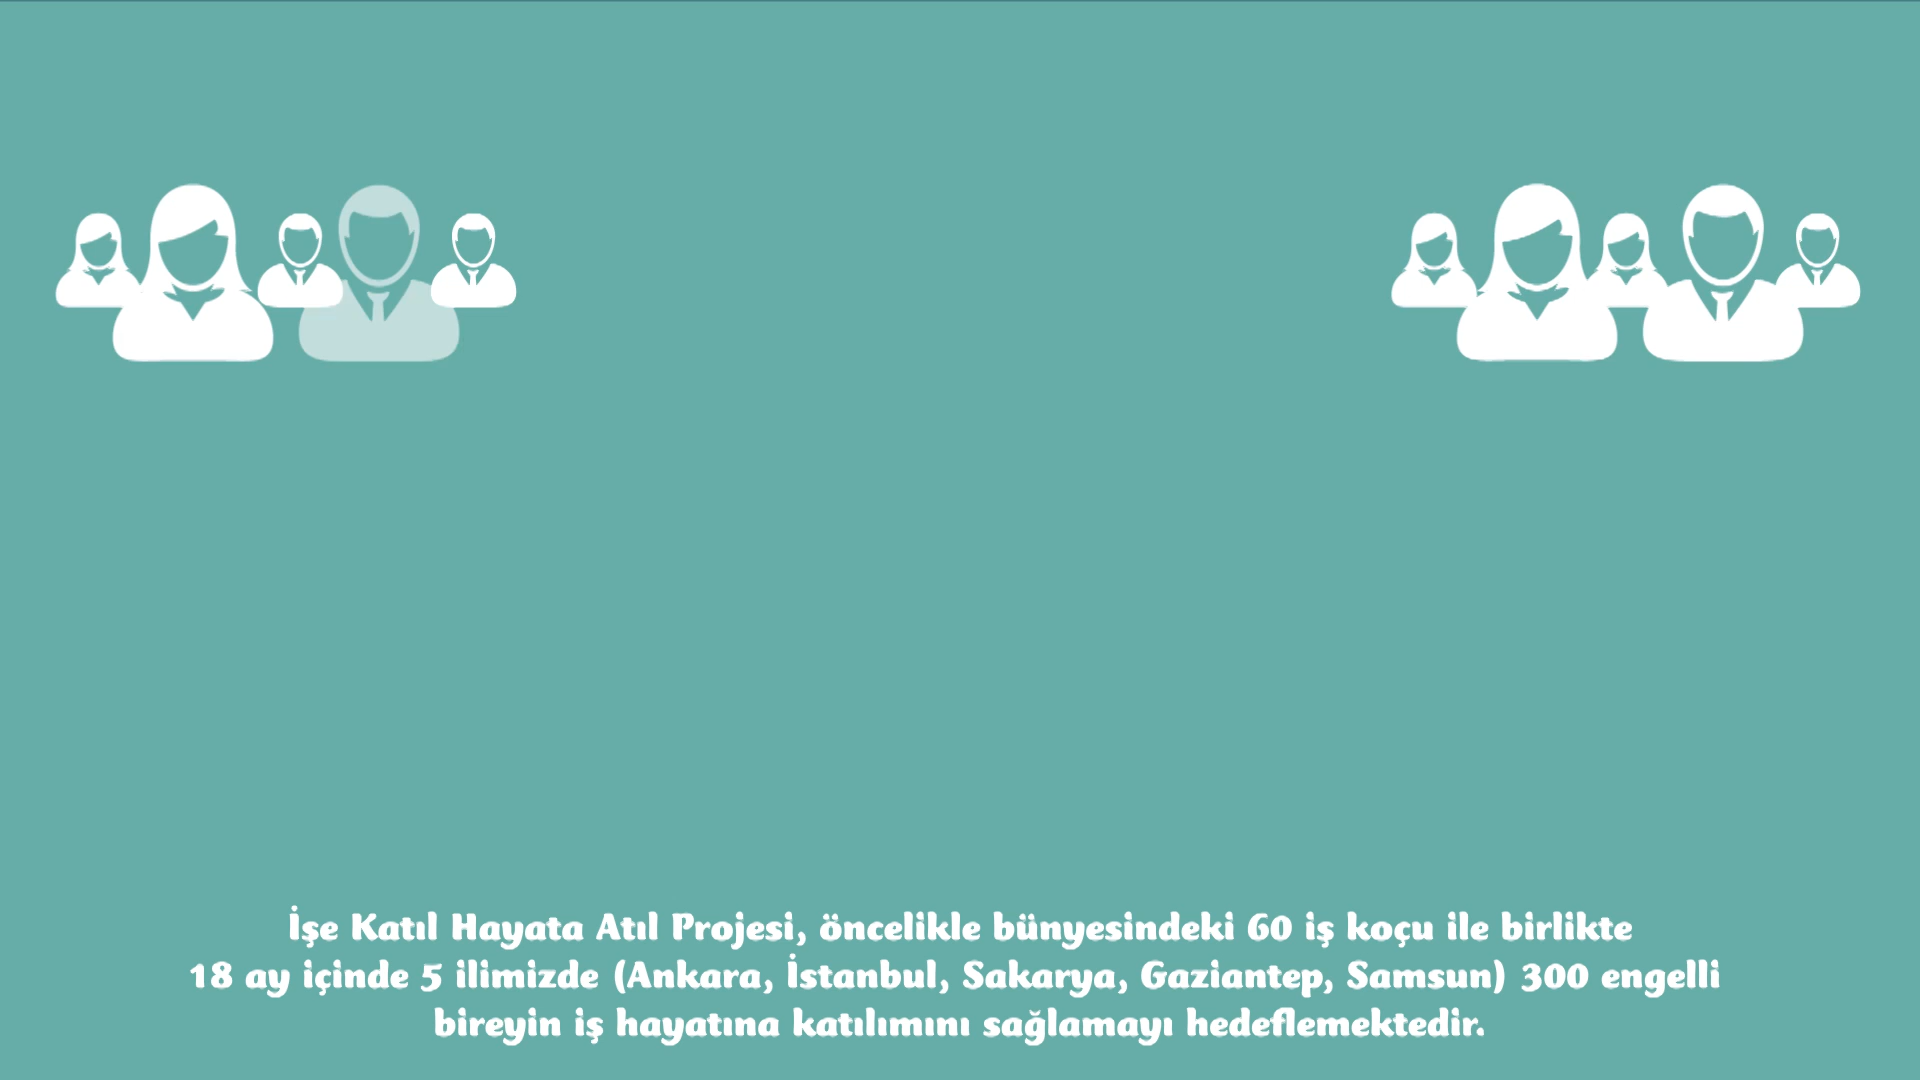 İşe Katıl Hayata Atıl Projesi, öncelikle bünyesindeki 60 iş koçu ile birlikte
18 ay içinde 5 ilimizde (Ankara, İstanbul, Sakarya, Gaziantep, Samsun) 300 engelli
bireyin iş hayatına katılımını sağlamayı hedeflemektedir.